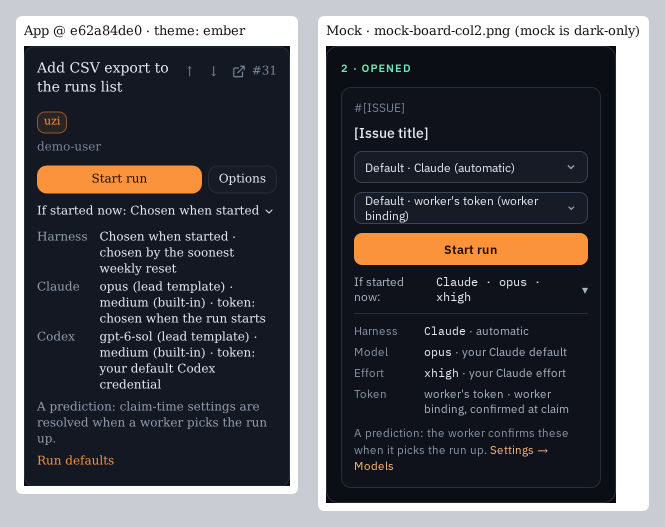 App @ e62a84de0 · theme: ember
Add CSV export to
the runs list
↑ ↓ #31
uzi
demo-user
Start run
Options
If started now: Chosen when started
Harness
Chosen when started ·
chosen by the soonest
weekly reset
Claude
opus (lead template) ·
medium (built-in) · token:
chosen when the run starts
Codex
gpt-6-sol (lead template) ·
medium (built-in) · token:
your default Codex
credential
A prediction: claim-time settings are
resolved when a worker picks the run
up.
Run defaults
Mock · mock-board-col2.png (mock is dark-only)
2 · OPENED
#[ISSUE]
[Issue title]
Default · Claude (automatic)
Default · worker's token (worker
binding)
Start run
If started
now:
Claude · opus ·
xhigh
▾
Harness
Claude · automatic
Model
opus · your Claude default
Effort
xhigh · your Claude effort
Token
worker's token · worker
binding, confirmed at claim
A prediction: the worker confirms these
when it picks the run up. Settings →
Models